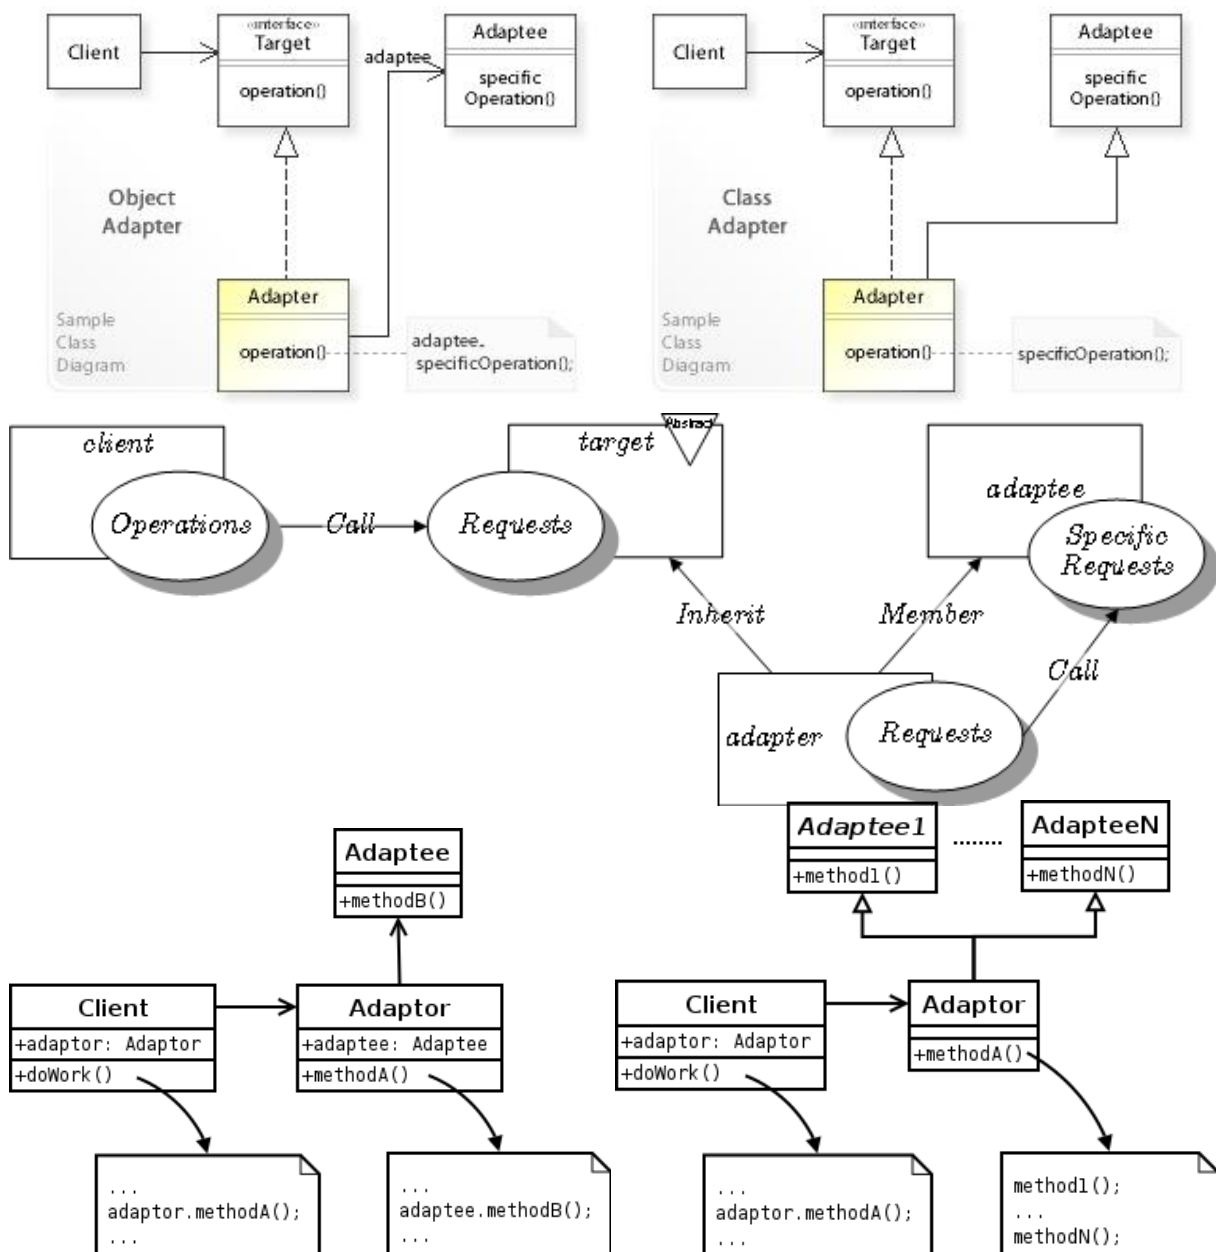 Client
«interface»
Target
operation()
adaptee
Adaptee
specific
Operation()
Object
Adapter
Adapter
operation()
adaptee.
specificOperation();
Sample
Class
Diagram
Client
«interface»
Target
operation()
Adaptee
specific
Operation()
Class
Adapter
Adapter
operation()
specificOperation();
Sample
Class
Diagram
client
Operations
Call
target
Abstract
Requests
adaptee
Specific
Requests
Inherit
Member
Call
adapter
Requests
Adaptee
+methodB()
Client
+adaptor: Adaptor
+doWork()
Adaptor
+adaptee: Adaptee
+methodA()
...
adaptor.methodA();
...
...
adaptee.methodB();
...
Adaptee1
+method1()
........
AdapteeN
+methodN()
Client
+adaptor: Adaptor
+doWork()
Adaptor
+methodA()
...
adaptor.methodA();
...
method1();
...
methodN();